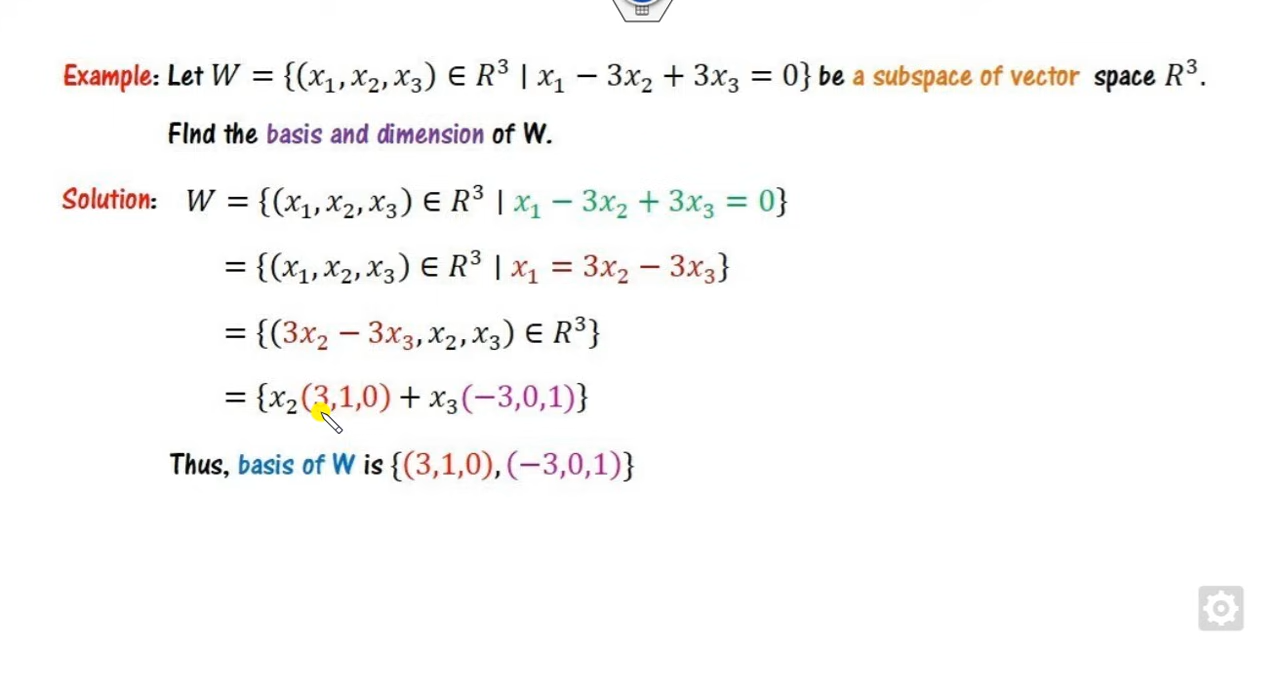 Example: Let W = {(x₁, x₂, x₃) ∈ R³ | x₁ − 3x₂ + 3x₃ = 0} be a subspace of vector space R³.
FInd the basis and dimension of W.
Solution: W = {(x₁, x₂, x₃) ∈ R³ | x₁ − 3x₂ + 3x₃ = 0}
= {(x₁, x₂, x₃) ∈ R³ | x₁ = 3x₂ − 3x₃}
= {(3x₂ − 3x₃, x₂, x₃) ∈ R³}
= {x₂(3,1,0) + x₃(−3,0,1)}
Thus, basis of W is {(3,1,0), (−3,0,1)}